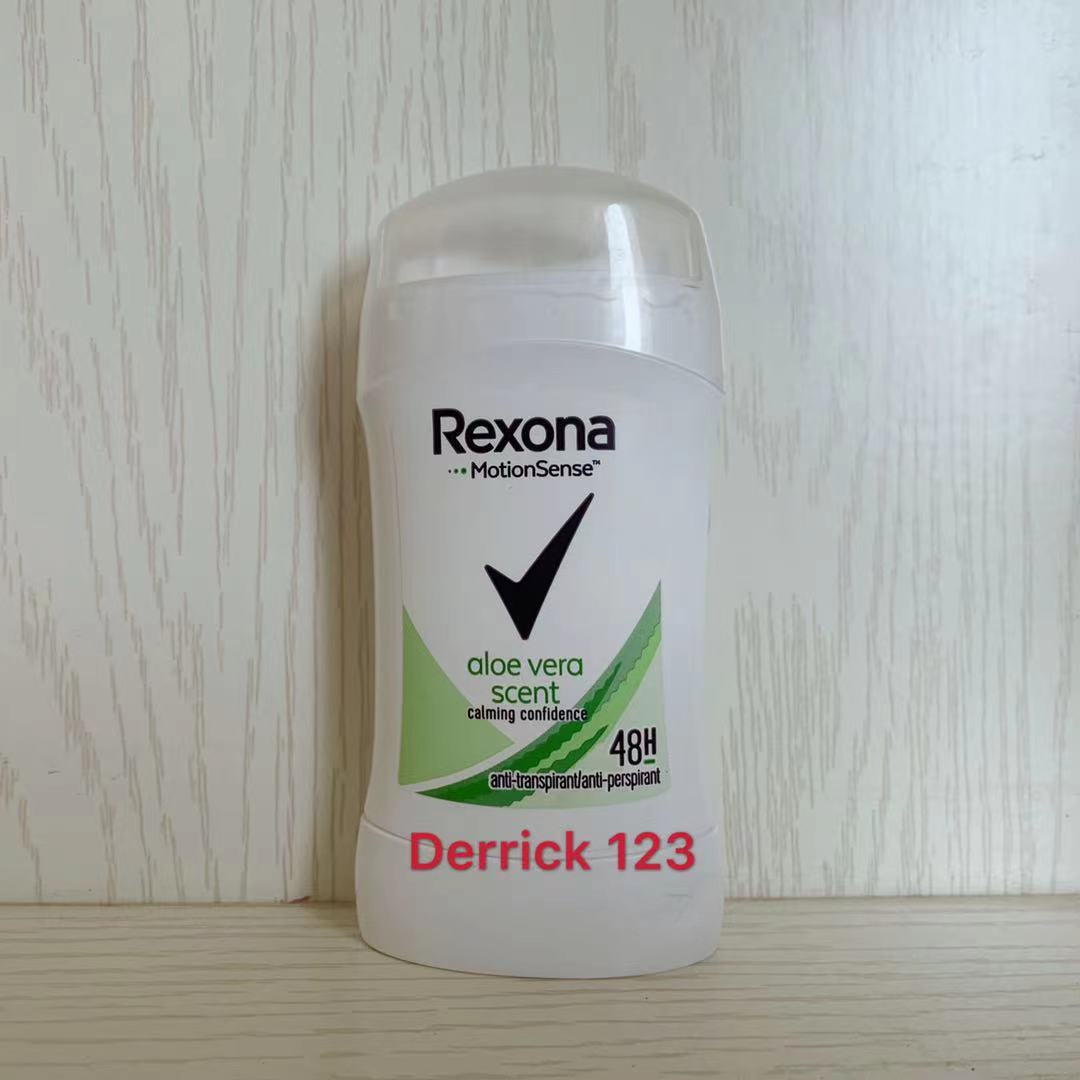 Rexona
MotionSense™
aloe vera
scent
calming confidence
48H
anti-transpirant/anti-perspirant
Derrick 123